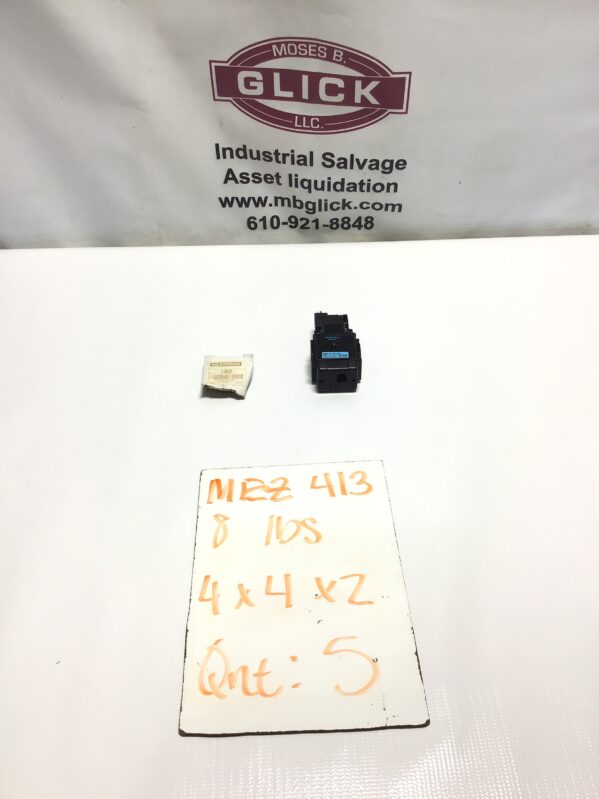 MOSES B.
GLICK
LLC.
Industrial Salvage
Asset liquidation
www.mbglick.com
610-921-8848
MEZ 413
8 lbs
4 x 4 x 2
Qnt: 5